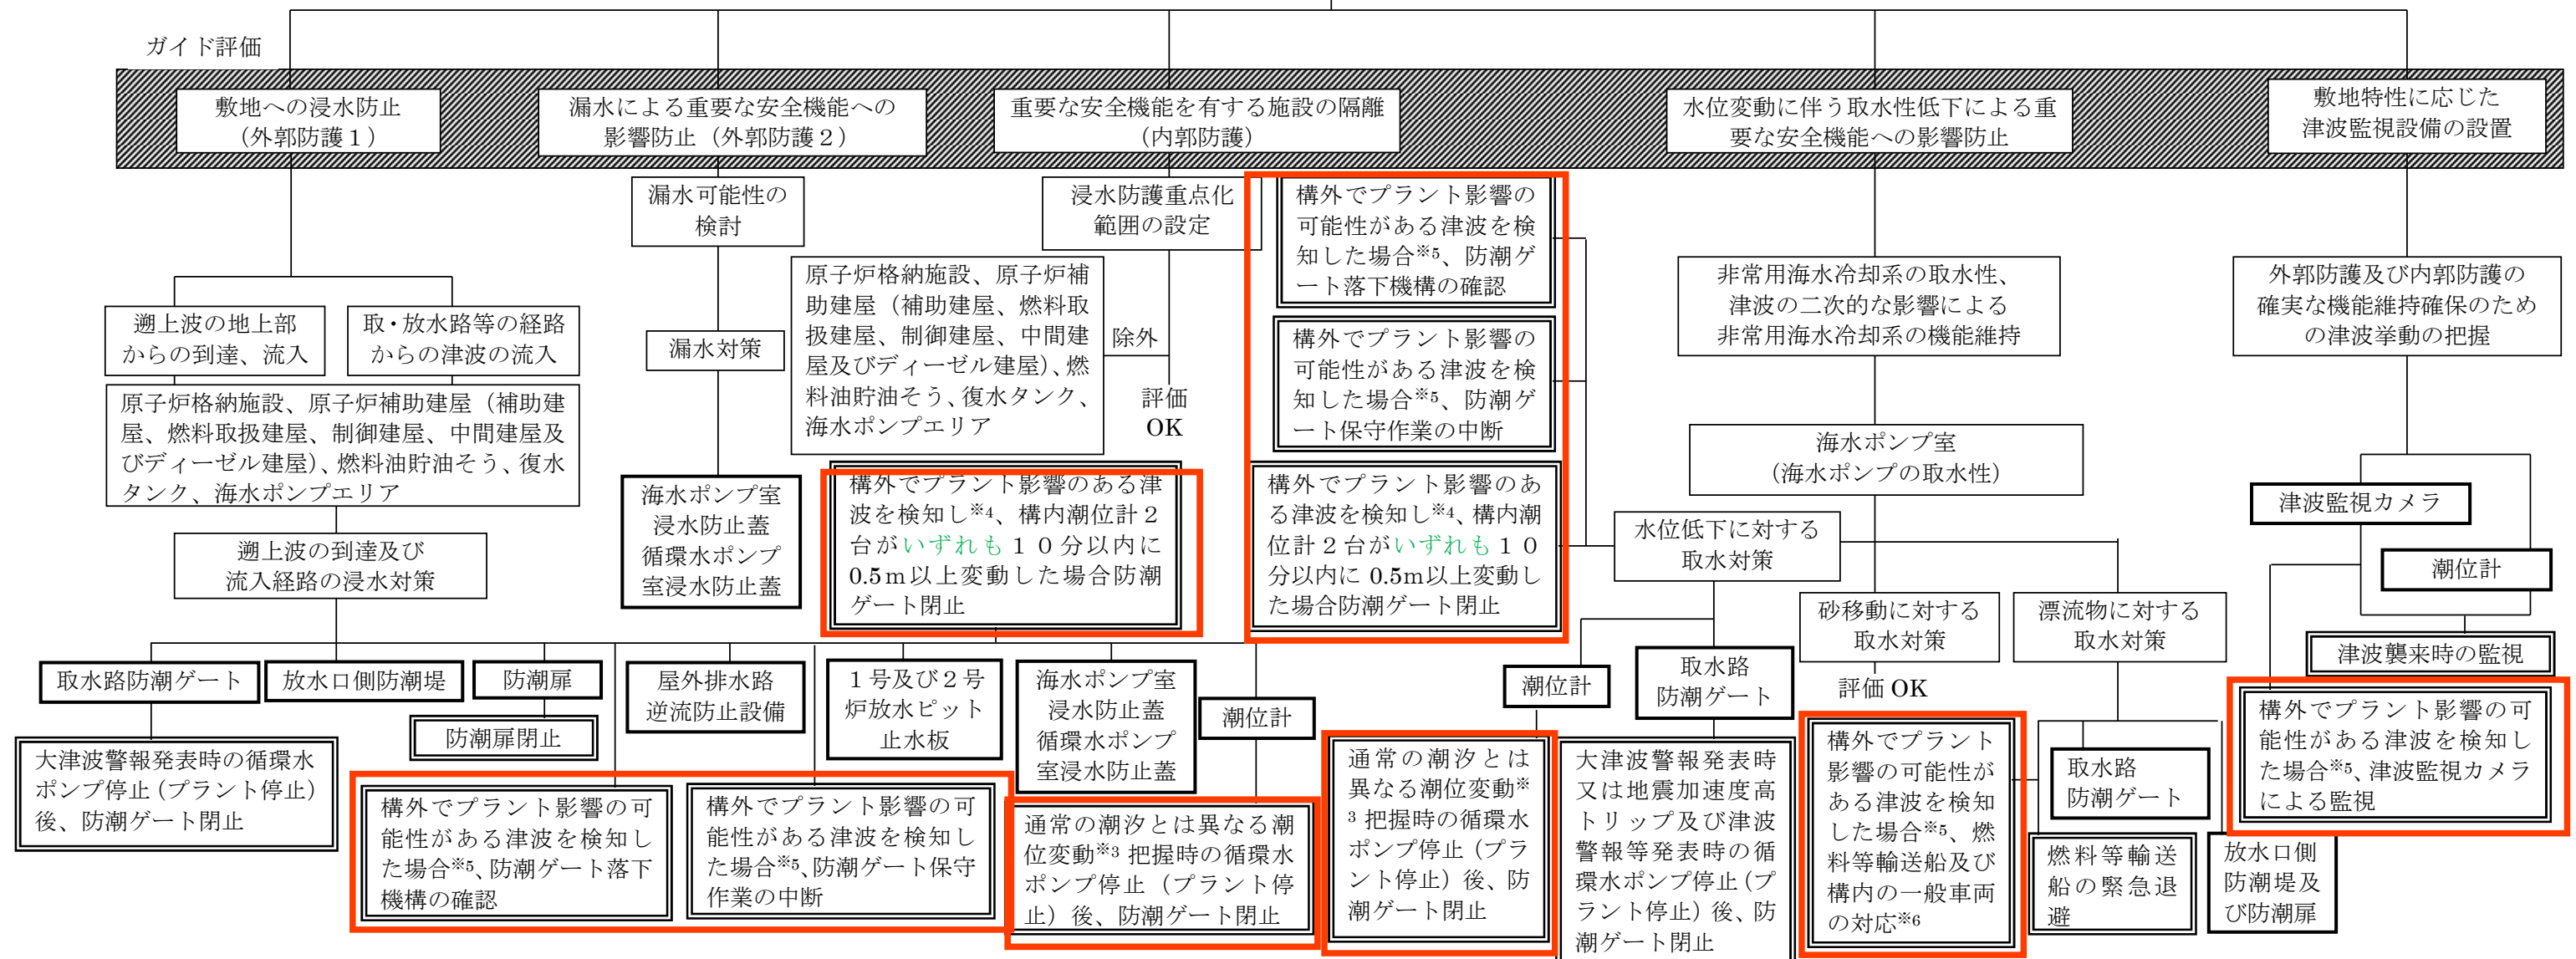 ガイド評価
敷地への浸水防止
（外郭防護１）
漏水による重要な安全機能への
影響防止（外郭防護２）
重要な安全機能を有する施設の隔離
（内郭防護）
水位変動に伴う取水性低下による重
要な安全機能への影響防止
敷地特性に応じた
津波監視設備の設置
遡上波の地上部
からの到達、流入
取・放水路等の経路
からの津波の流入
原子炉格納施設、原子炉補助建屋（補助建
屋、燃料取扱建屋、制御建屋、中間建屋及
びディーゼル建屋）、燃料油貯油そう、復水
タンク、海水ポンプエリア
遡上波の到達及び
流入経路の浸水対策
漏水可能性の
検討
漏水対策
海水ポンプ室
浸水防止蓋
循環水ポンプ
室浸水防止蓋
浸水防護重点化
範囲の設定
原子炉格納施設、原子炉補
助建屋（補助建屋、燃料取
扱建屋、制御建屋、中間建
屋及びディーゼル建屋）、燃
料油貯油そう、復水タンク、
海水ポンプエリア
除外
評価
OK
構外でプラント影響のある津
波を検知し※4、構内潮位計２
台がいずれも１０分以内に
0.5ｍ以上変動した場合防潮
ゲート閉止
構外でプラント影響の
可能性がある津波を検
知した場合※5、防潮ゲ
ート落下機構の確認
構外でプラント影響の
可能性がある津波を検
知した場合※5、防潮ゲ
ート保守作業の中断
構外でプラント影響のあ
る津波を検知し※4、構内潮
位計２台がいずれも１０
分以内に 0.5ｍ以上変動し
た場合防潮ゲート閉止
非常用海水冷却系の取水性、
津波の二次的な影響による
非常用海水冷却系の機能維持
海水ポンプ室
（海水ポンプの取水性）
水位低下に対する
取水対策
砂移動に対する
取水対策
評価 OK
漂流物に対する
取水対策
外郭防護及び内郭防護の
確実な機能維持確保のため
の津波挙動の把握
津波監視カメラ
潮位計
津波襲来時の監視
構外でプラント影響の可
能性がある津波を検知し
た場合※5、津波監視カメラ
による監視
取水路防潮ゲート
大津波警報発表時の循環水
ポンプ停止（プラント停止）
後、防潮ゲート閉止
放水口側防潮堤
防潮扉
防潮扉閉止
構外でプラント影響の可
能性がある津波を検知し
た場合※5、防潮ゲート落下
機構の確認
屋外排水路
逆流防止設備
構外でプラント影響の可
能性がある津波を検知し
た場合※5、防潮ゲート保守
作業の中断
１号及び２号
炉放水ピット
止水板
海水ポンプ室
浸水防止蓋
循環水ポンプ
室浸水防止蓋
潮位計
通常の潮汐とは異なる潮
位変動※3 把握時の循環水
ポンプ停止（プラント停
止）後、防潮ゲート閉止
潮位計
通常の潮汐とは
異なる潮位変動※
3 把握時の循環水
ポンプ停止（プラ
ント停止）後、防
潮ゲート閉止
取水路
防潮ゲート
大津波警報発表時
又は地震加速度高
トリップ及び津波
警報等発表時の循
環水ポンプ停止（プ
ラント停止）後、防
潮ゲート閉止
構外でプラント
影響の可能性が
ある津波を検知
した場合※5、燃
料等輸送船及び
構内の一般車両
の対応※6
取水路
防潮ゲート
燃料等輸送
船の緊急退
避
放水口側
防潮堤及
び防潮扉